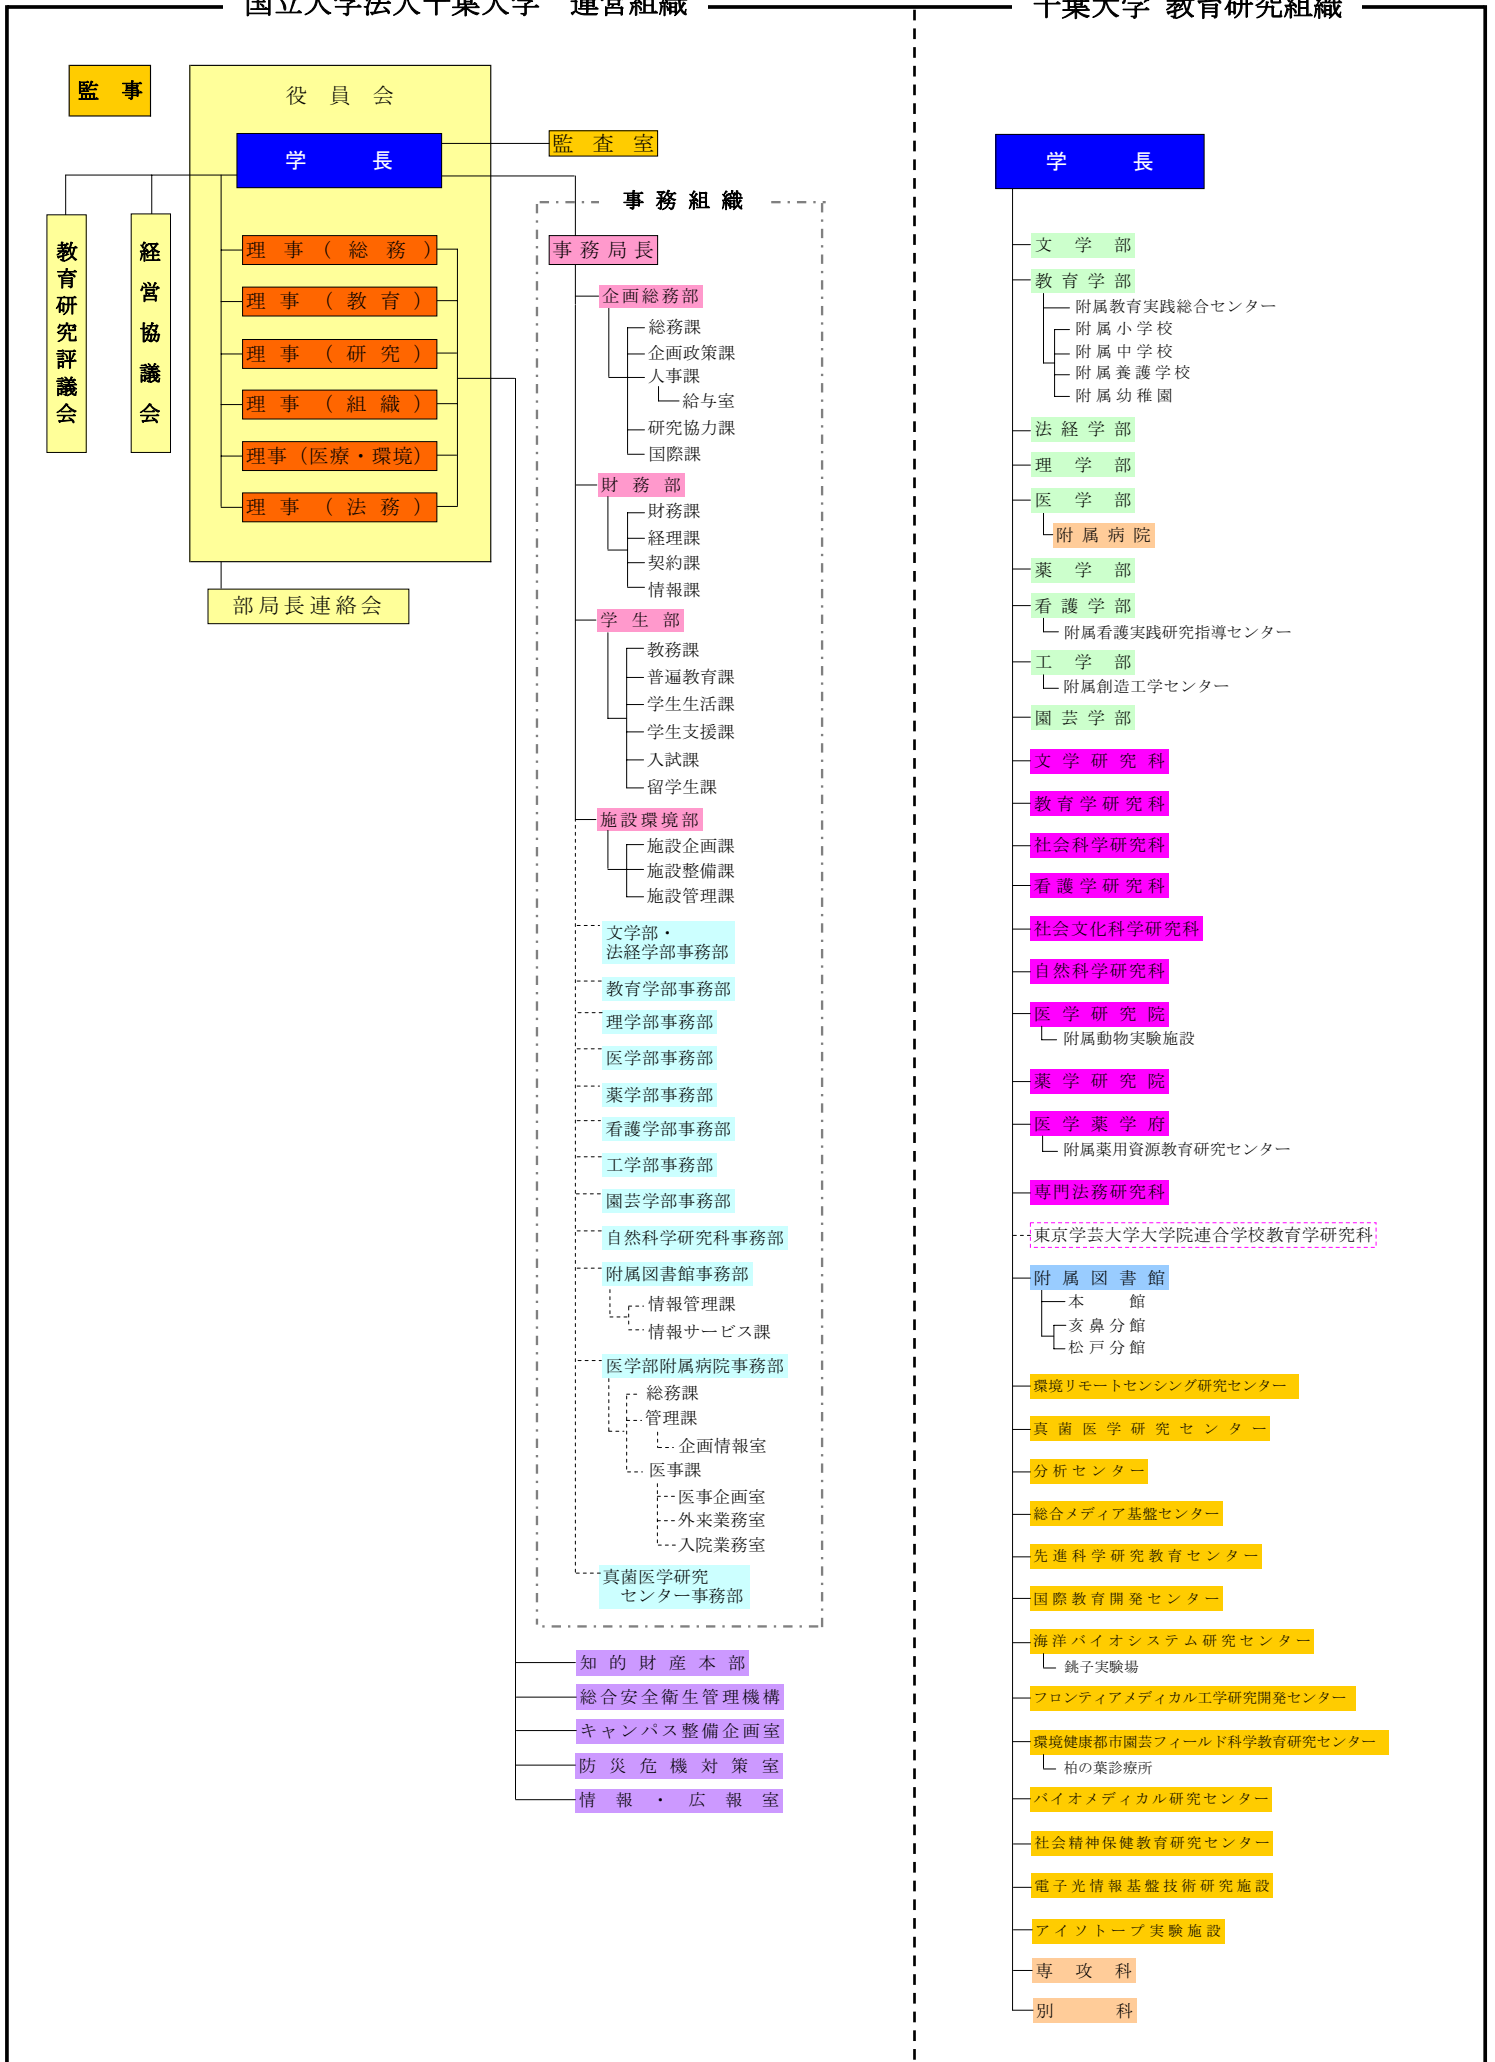 国立大学法人千葉大学　運営組織
監　事
役　員　会
学　長
監　査　室
教育研究評議会
経営協議会
理　事　（　総　務　）
理　事　（　教　育　）
理　事　（　研　究　）
理　事　（　組　織　）
理事（医療・環境）
理　事　（　法　務　）
部局長連絡会
事　務　組　織
事務局長
企画総務部
総務課
企画政策課
人事課
給与室
研究協力課
国際課
財　務　部
財務課
経理課
契約課
情報課
学　生　部
教務課
普遍教育課
学生生活課
学生支援課
入試課
留学生課
施設環境部
施設企画課
施設整備課
施設管理課
文学部・
法経学部事務部
教育学部事務部
理学部事務部
医学部事務部
薬学部事務部
看護学部事務部
工学部事務部
園芸学部事務部
自然科学研究科事務部
附属図書館事務部
情報管理課
情報サービス課
医学部附属病院事務部
総務課
管理課
企画情報室
医事課
医事企画室
外来業務室
入院業務室
真菌医学研究
センター事務部
知的財産本部
総合安全衛生管理機構
キャンパス整備企画室
防災危機対策室
情報・広報室
千葉大学 教育研究組織
学　長
文　学　部
教育学部
附属教育実践総合センター
附属小学校
附属中学校
附属養護学校
附属幼稚園
法経学部
理　学　部
医　学　部
附属病院
薬　学　部
看護学部
附属看護実践研究指導センター
工　学　部
附属創造工学センター
園芸学部
文学研究科
教育学研究科
社会科学研究科
看護学研究科
社会文化科学研究科
自然科学研究科
医学研究院
附属動物実験施設
薬学研究院
医学薬学府
附属薬用資源教育研究センター
専門法務研究科
東京学芸大学大学院連合学校教育学研究科
附属図書館
本　館
亥鼻分館
松戸分館
環境リモートセンシング研究センター
真菌医学研究センター
分析センター
総合メディア基盤センター
先進科学研究教育センター
国際教育開発センター
海洋バイオシステム研究センター
銚子実験場
フロンティアメディカル工学研究開発センター
環境健康都市園芸フィールド科学教育研究センター
柏の葉診療所
バイオメディカル研究センター
社会精神保健教育研究センター
電子光情報基盤技術研究施設
アイソトープ実験施設
専　攻　科
別　科